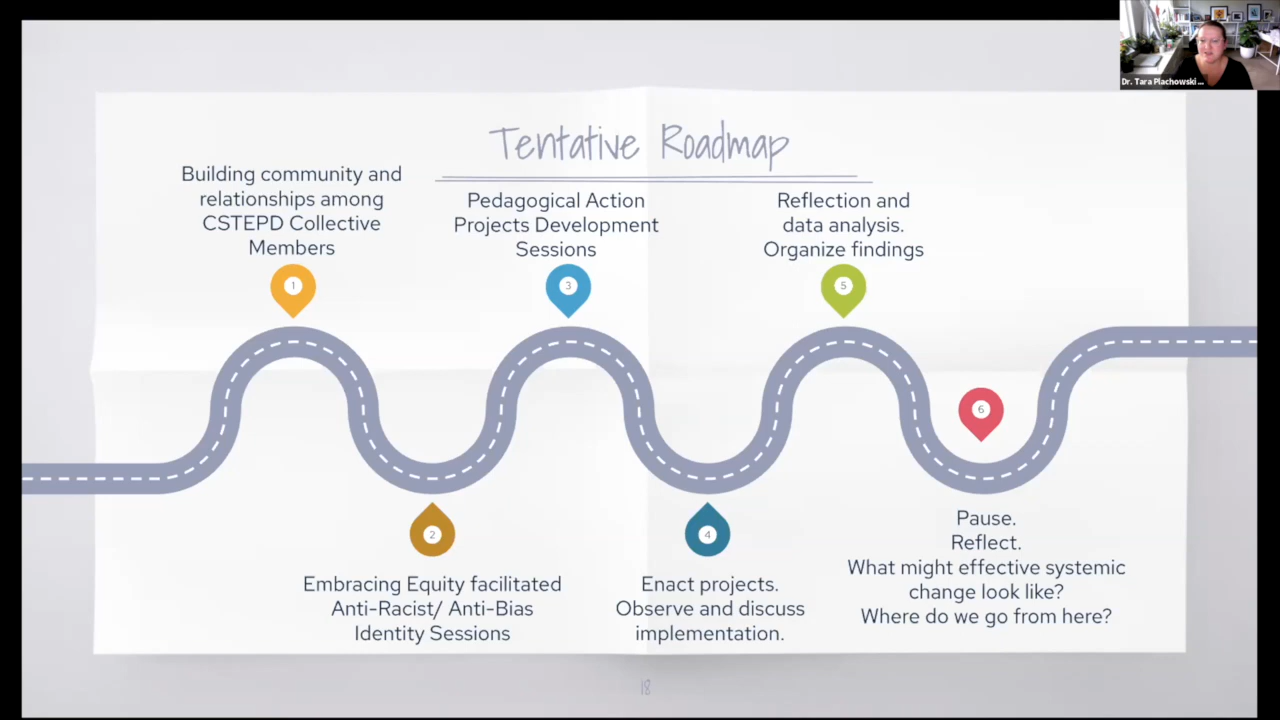 Dr. Tara Plachowski ...
Tentative Roadmap
Building community and
relationships among
CSTEPD Collective
Members
1
Embracing Equity facilitated
Anti-Racist/ Anti-Bias
Identity Sessions
2
Pedagogical Action
Projects Development
Sessions
3
Enact projects.
Observe and discuss
implementation.
4
Reflection and
data analysis.
Organize findings
5
6
Pause.
Reflect.
What might effective systemic
change look like?
Where do we go from here?
18